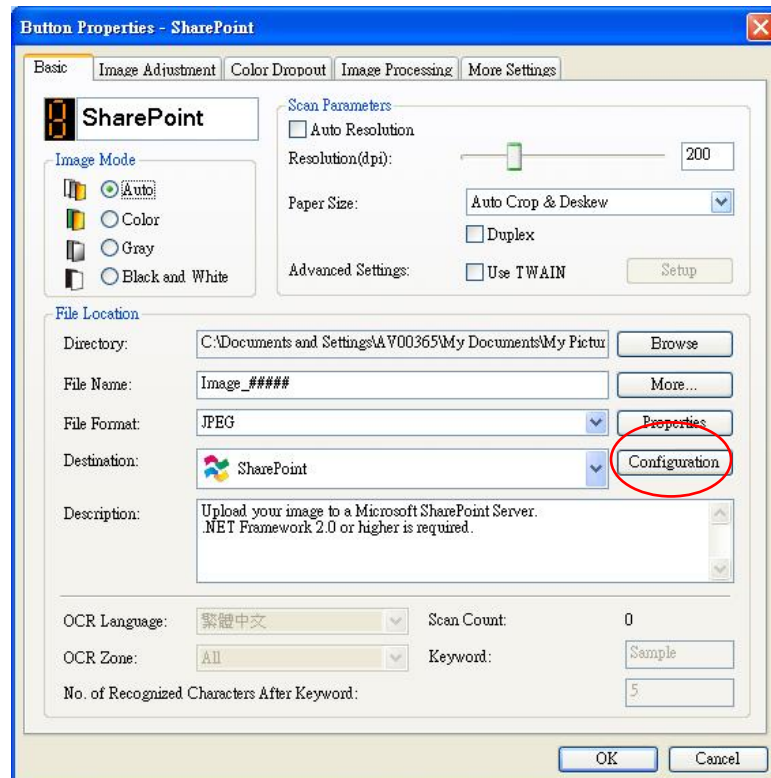 Button Properties - SharePoint
Basic Image Adjustment Color Dropout Image Processing More Settings
SharePoint
Image Mode
Auto
Color
Gray
Black and White
Scan Parameters
Auto Resolution
Resolution(dpi): 200
Paper Size: Auto Crop & Deskew
Duplex
Advanced Settings: Use TWAIN Setup
File Location
Directory: C:\Documents and Settings\AV00365\My Documents\My Pictur Browse
File Name: Image_##### More...
File Format: JPEG Properties
Destination: SharePoint Configuration
Description: Upload your image to a Microsoft SharePoint Server.
.NET Framework 2.0 or higher is required.
OCR Language: 繁體中文 Scan Count: 0
OCR Zone: All Keyword: Sample
No. of Recognized Characters After Keyword: 5
OK Cancel